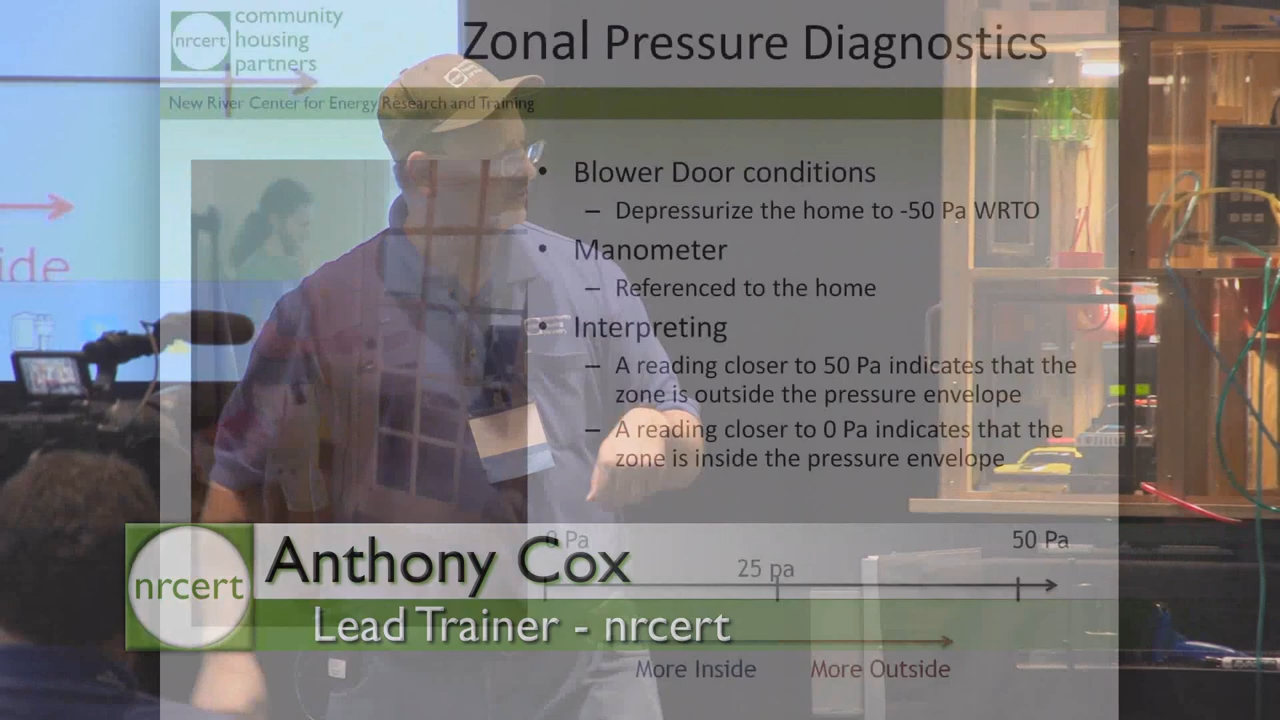 community
housing
partners
nrcert
Zonal Pressure Diagnostics
New River Center for Energy Research and Training
• Blower Door conditions
– Depressurize the home to -50 Pa WRTO
• Manometer
– Referenced to the home
• Interpreting
– A reading closer to 50 Pa indicates that the
zone is outside the pressure envelope
– A reading closer to 0 Pa indicates that the
zone is inside the pressure envelope
ide
0 Pa
25 pa
50 Pa
nrcert
Anthony Cox
Lead Trainer - nrcert
More Inside
More Outside